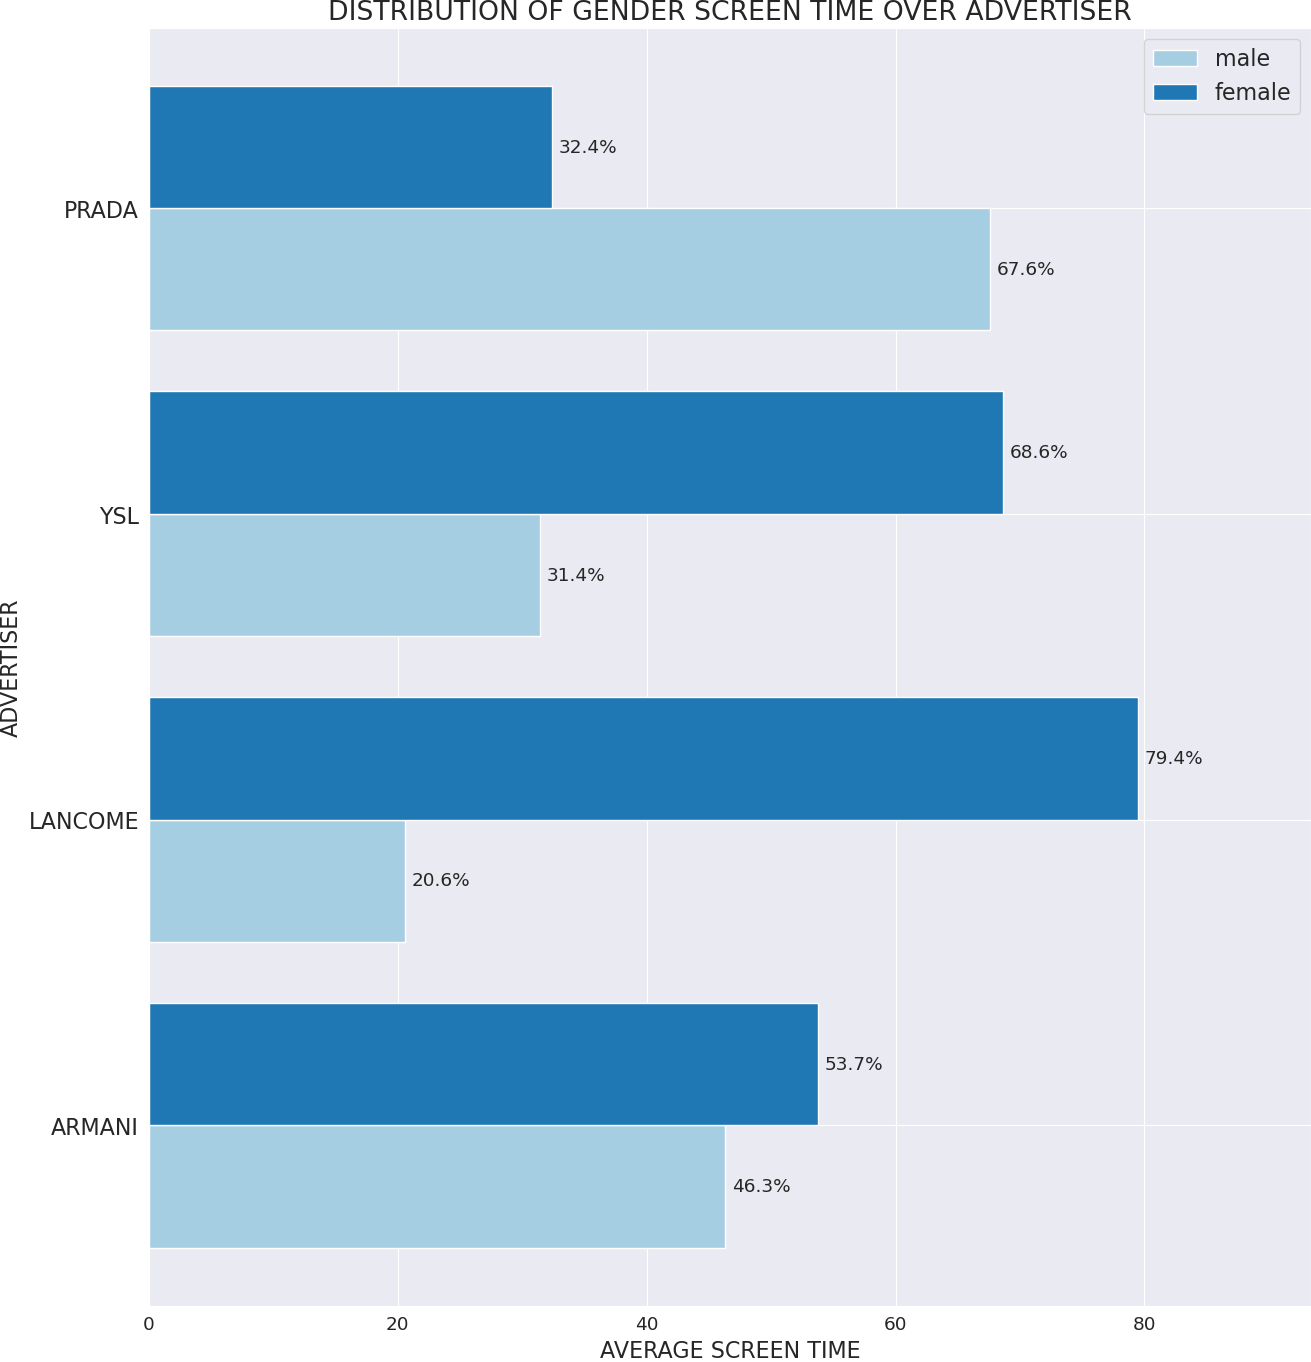 DISTRIBUTION OF GENDER SCREEN TIME OVER ADVERTISER
male
female
32.4%
PRADA
67.6%
68.6%
YSL
31.4%
79.4%
ADVERTISER
LANCOME
20.6%
53.7%
ARMANI
46.3%
0 20 40 60 80
AVERAGE SCREEN TIME